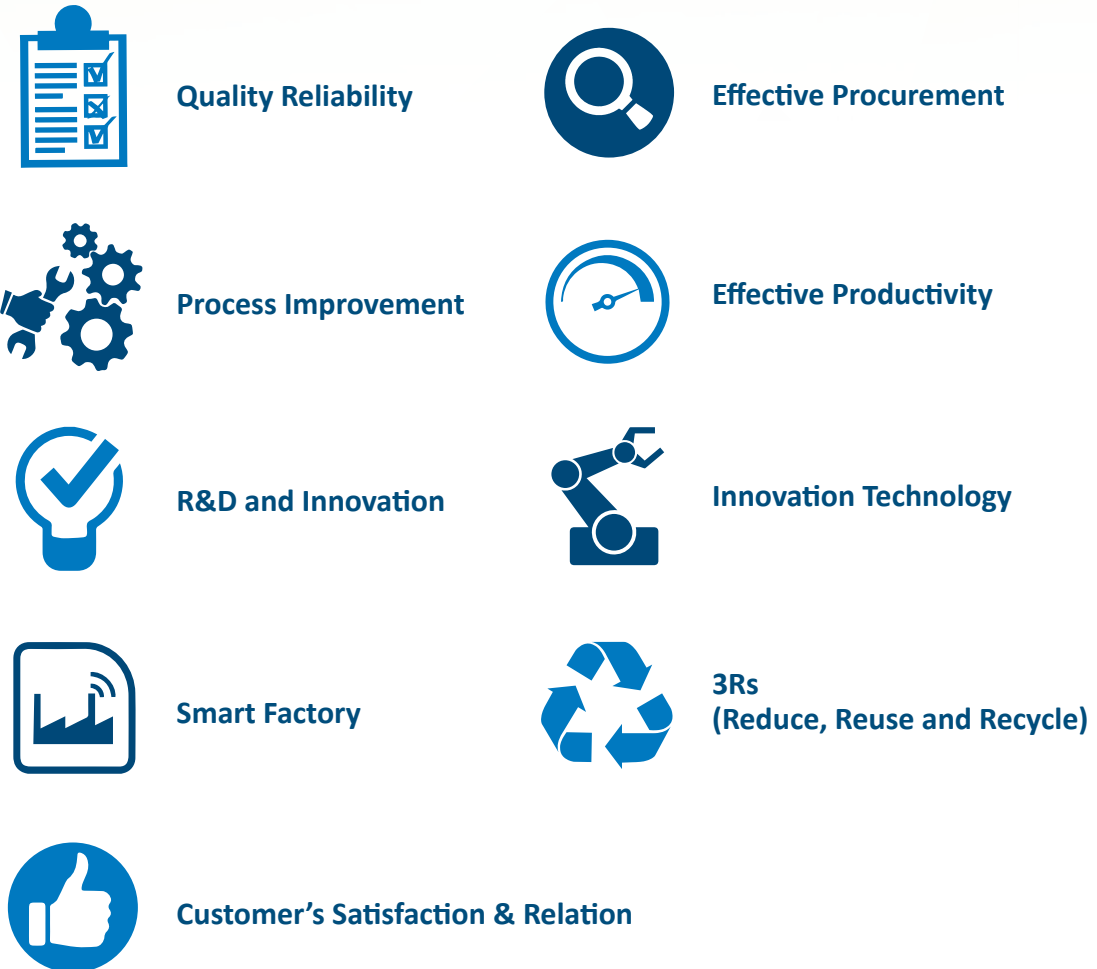 Quality Reliability
Effective Procurement
Process Improvement
Effective Productivity
R&D and Innovation
Innovation Technology
Smart Factory
3Rs
(Reduce, Reuse and Recycle)
Customer’s Satisfaction & Relation